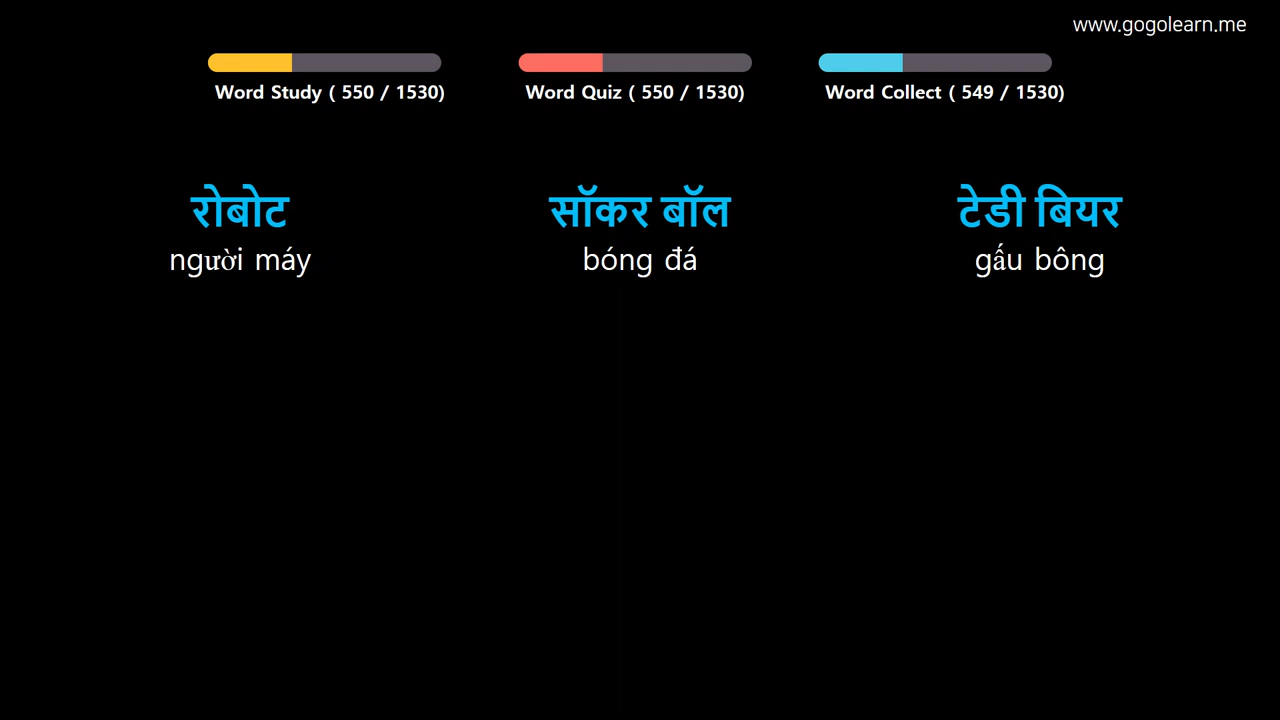 www.gogolearn.me
Word Study ( 550 / 1530)
Word Quiz ( 550 / 1530)
Word Collect ( 549 / 1530)
रोबोट
người máy
सॉकर बॉल
bóng đá
टेडी बियर
gấu bông